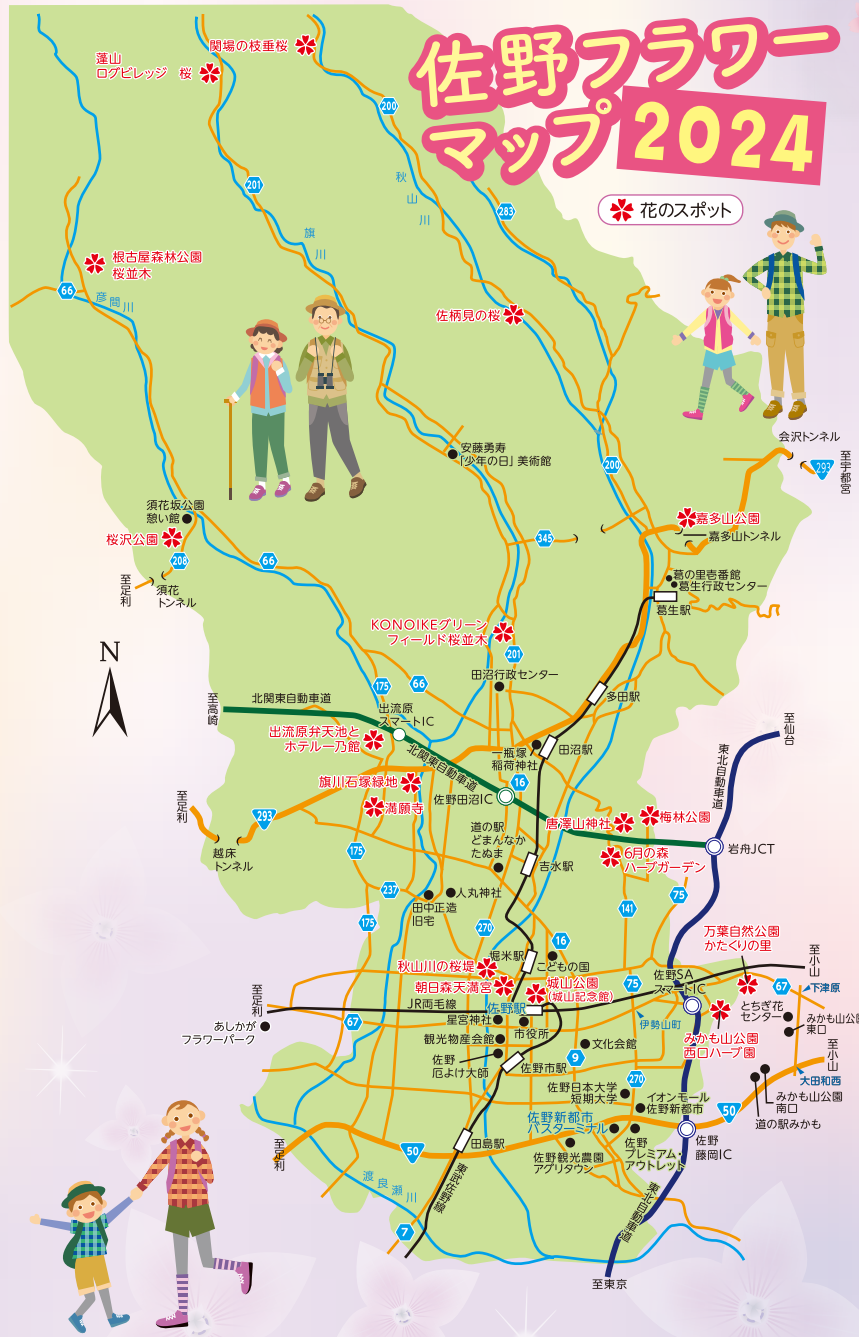 佐野フラワー
マップ2024
花のスポット
関場の枝垂桜
蓬山
ログビレッジ 桜
200
201
秋山川
283
旗川
根古屋森林公園
桜並木
66
彦間川
佐柄見の桜
会沢トンネル
至宇都宮
293
安藤勇寿
「少年の日」美術館
200
須花坂公園
憩い館
桜沢公園
嘉多山公園
嘉多山トンネル
345
208
66
至足利
須花
トンネル
葛の里壱番館
葛生行政センター
葛生駅
KONOIKEグリーン
フィールド桜並木
201
N
田沼行政センター
175
66
多田駅
至高崎
北関東自動車道
出流原
スマートIC
至仙台
出流原弁天池と
ホテル一乃館
北関東自動車道
一瓶塚
稲荷神社
田沼駅
東北自動車道
旗川石塚緑地
16
佐野田沼IC
至足利
満願寺
293
唐澤山神社
梅林公園
道の駅
どまんなか
たぬま
越床
トンネル
175
岩舟JCT
6月の森
ハーブガーデン
吉水駅
237
人丸神社
75
田中正造
旧宅
141
175
270
万葉自然公園
かたくりの里
16
堀米駅
こどもの国
至小山
秋山川の桜堤
佐野SA
スマートIC
朝日森天満宮
城山公園
(城山記念館)
75
67
下津原
至足利
JR両毛線
佐野駅
とちぎ花
センター
みかも山公園
東口
あしかが
フラワーパーク
67
星宮神社
市役所
伊勢山町
みかも山公園
西口ハーブ園
観光物産会館
文化会館
至小山
佐野
厄よけ大師
佐野市駅
9
270
大田和西
佐野日本大学
短期大学
イオンモール
佐野新都市
みかも山公園
南口
佐野新都市
バスターミナル
50
道の駅みかも
至足利
50
田島駅
佐野観光農園
アグリタウン
佐野
プレミアム・
アウトレット
佐野
藤岡IC
渡良瀬川
東武佐野線
7
東北自動車道
至東京